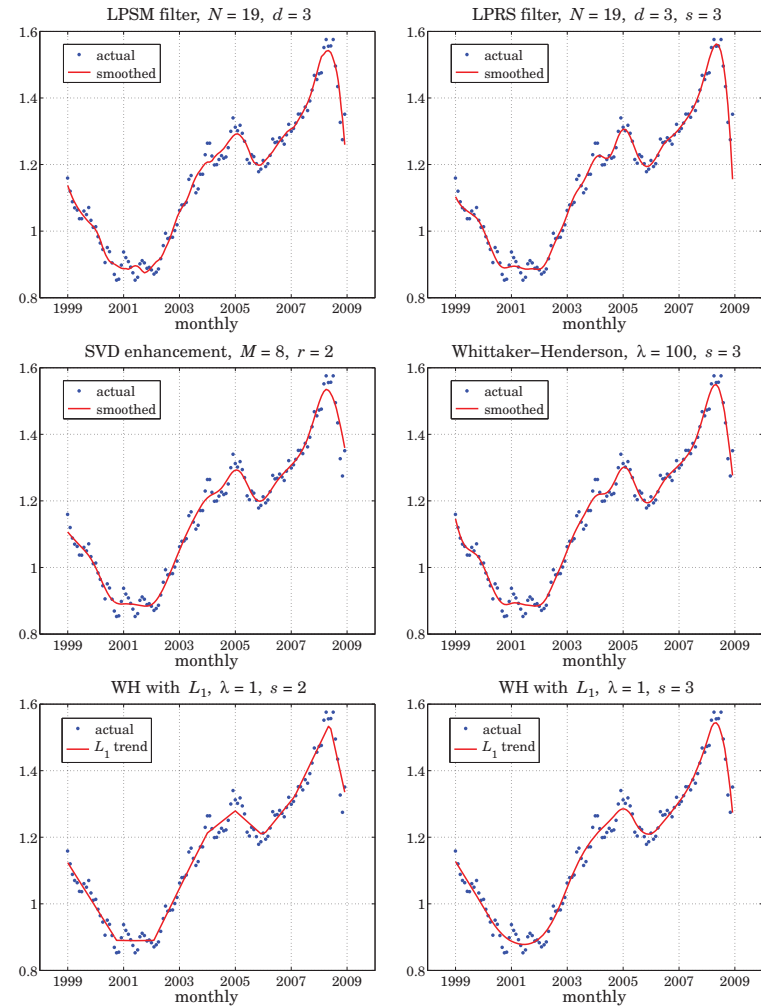 LPSM filter, N = 19, d = 3
1.6
1.4
1.2
1
0.8
actual
smoothed
1999 2001 2003 2005 2007 2009
monthly
LPRS filter, N = 19, d = 3, s = 3
1.6
1.4
1.2
1
0.8
actual
smoothed
1999 2001 2003 2005 2007 2009
monthly
SVD enhancement, M = 8, r = 2
1.6
1.4
1.2
1
0.8
actual
smoothed
1999 2001 2003 2005 2007 2009
monthly
Whittaker–Henderson, λ = 100, s = 3
1.6
1.4
1.2
1
0.8
actual
smoothed
1999 2001 2003 2005 2007 2009
monthly
WH with L₁, λ = 1, s = 2
1.6
1.4
1.2
1
0.8
actual
L₁ trend
1999 2001 2003 2005 2007 2009
monthly
WH with L₁, λ = 1, s = 3
1.6
1.4
1.2
1
0.8
actual
L₁ trend
1999 2001 2003 2005 2007 2009
monthly